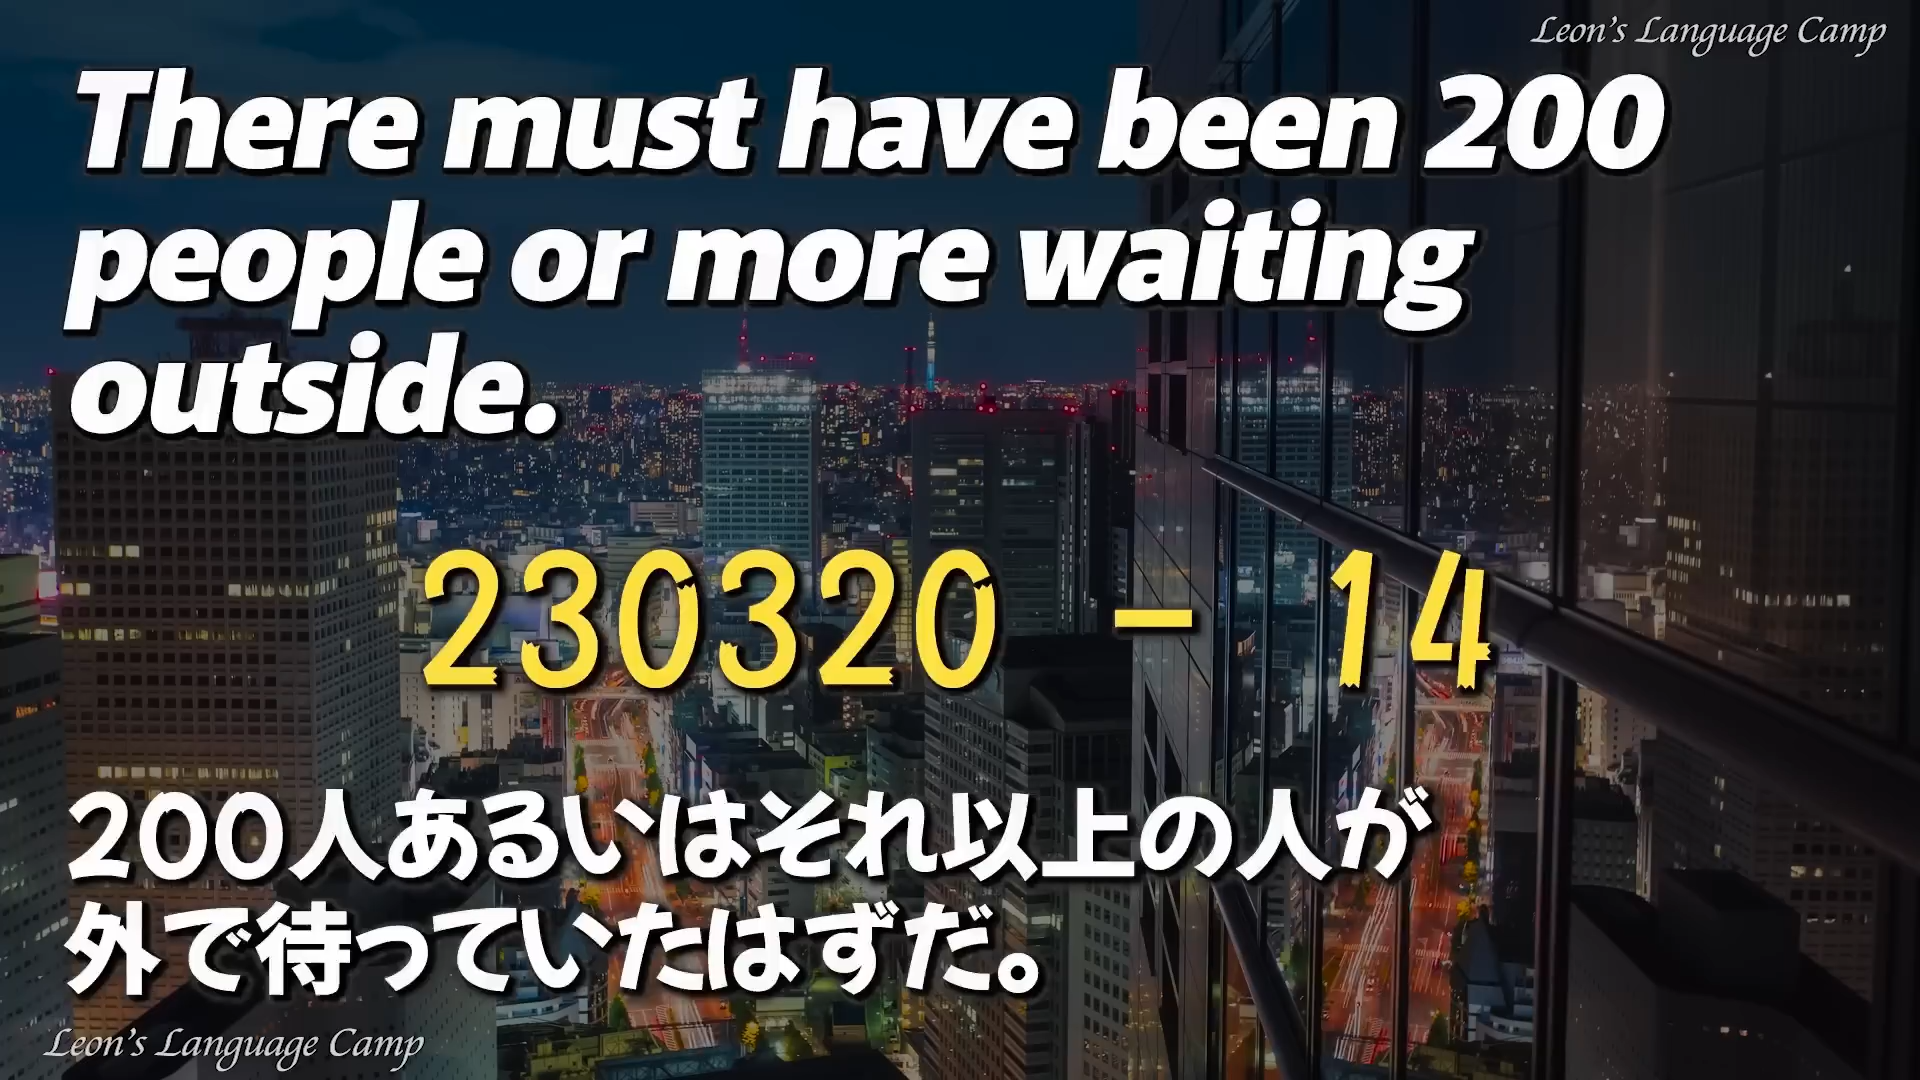 Leon's Language Camp
There must have been 200
people or more waiting
outside.
230320 - 14
200人あるいはそれ以上の人が
外で待っていたはずだ。
Leon's Language Camp